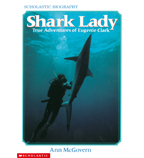 SCHOLASTIC BIOGRAPHY
Shark Lady
True Adventures of Eugenie Clark
Ann McGovern
SCHOLASTIC